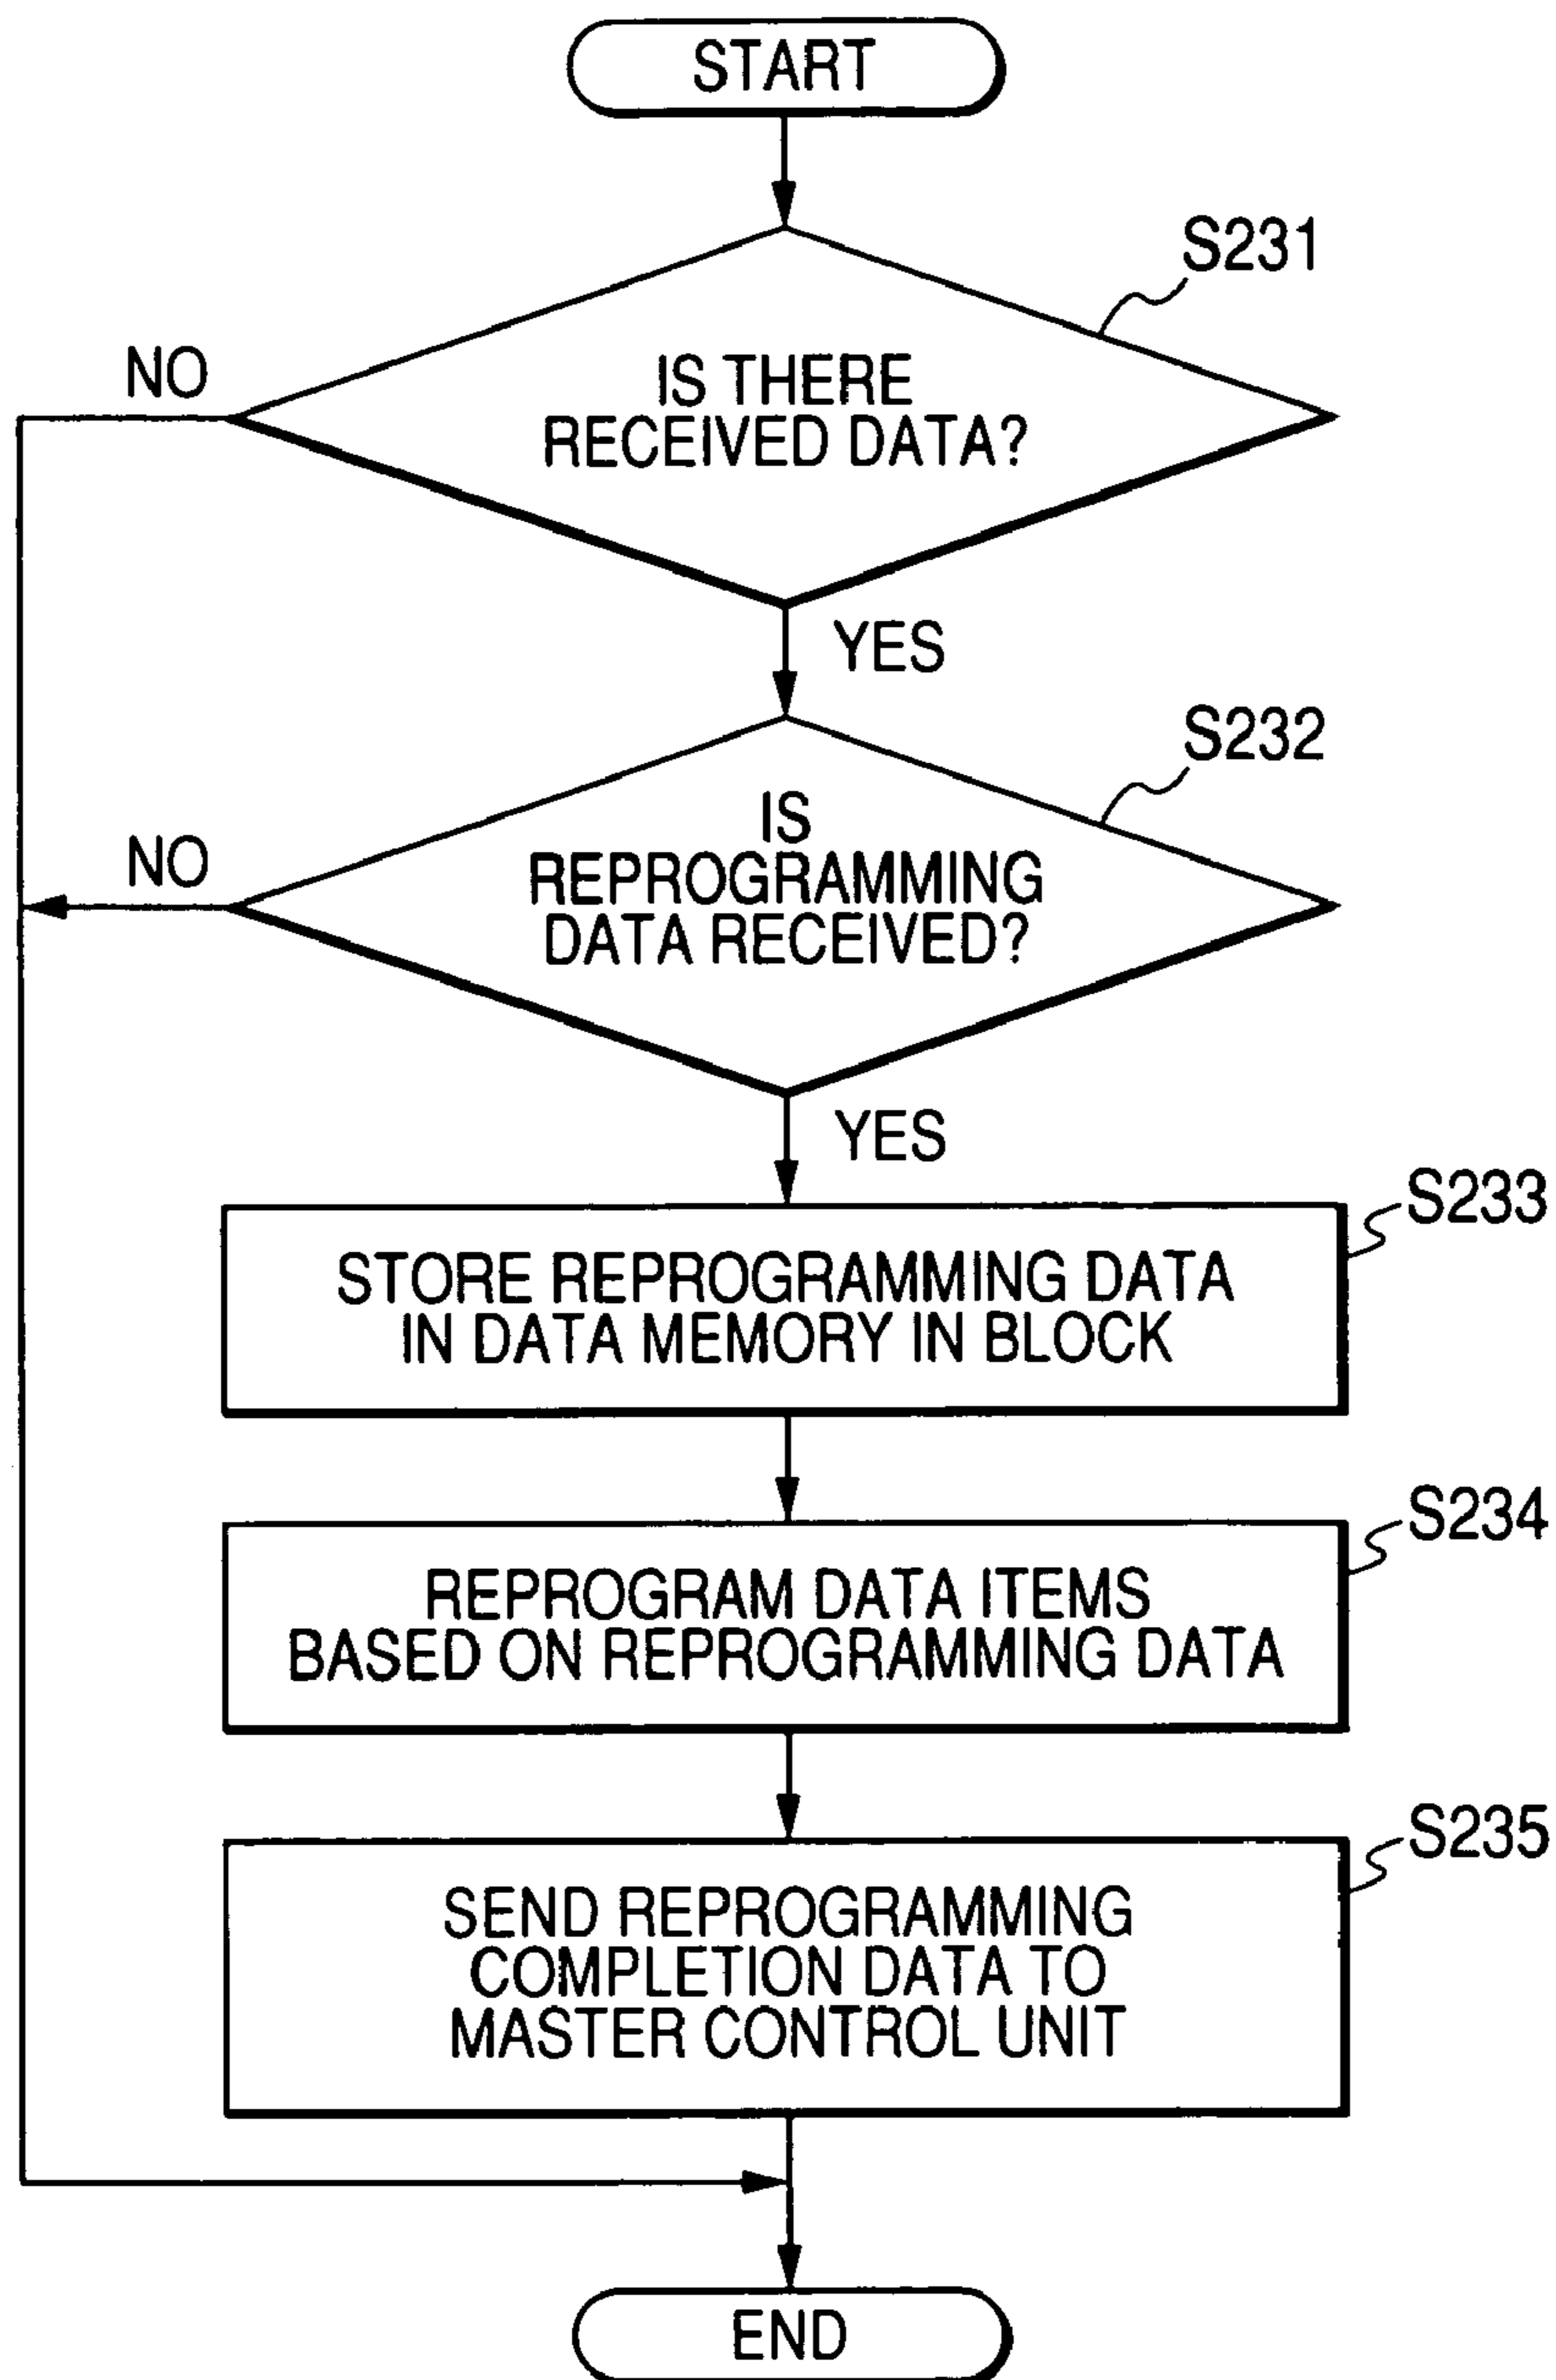 START
S231
NO
IS THERE
RECEIVED DATA?
YES
S232
NO
IS
REPROGRAMMING
DATA RECEIVED?
YES
S233
STORE REPROGRAMMING DATA
IN DATA MEMORY IN BLOCK
S234
REPROGRAM DATA ITEMS
BASED ON REPROGRAMMING DATA
S235
SEND REPROGRAMMING
COMPLETION DATA TO
MASTER CONTROL UNIT
END